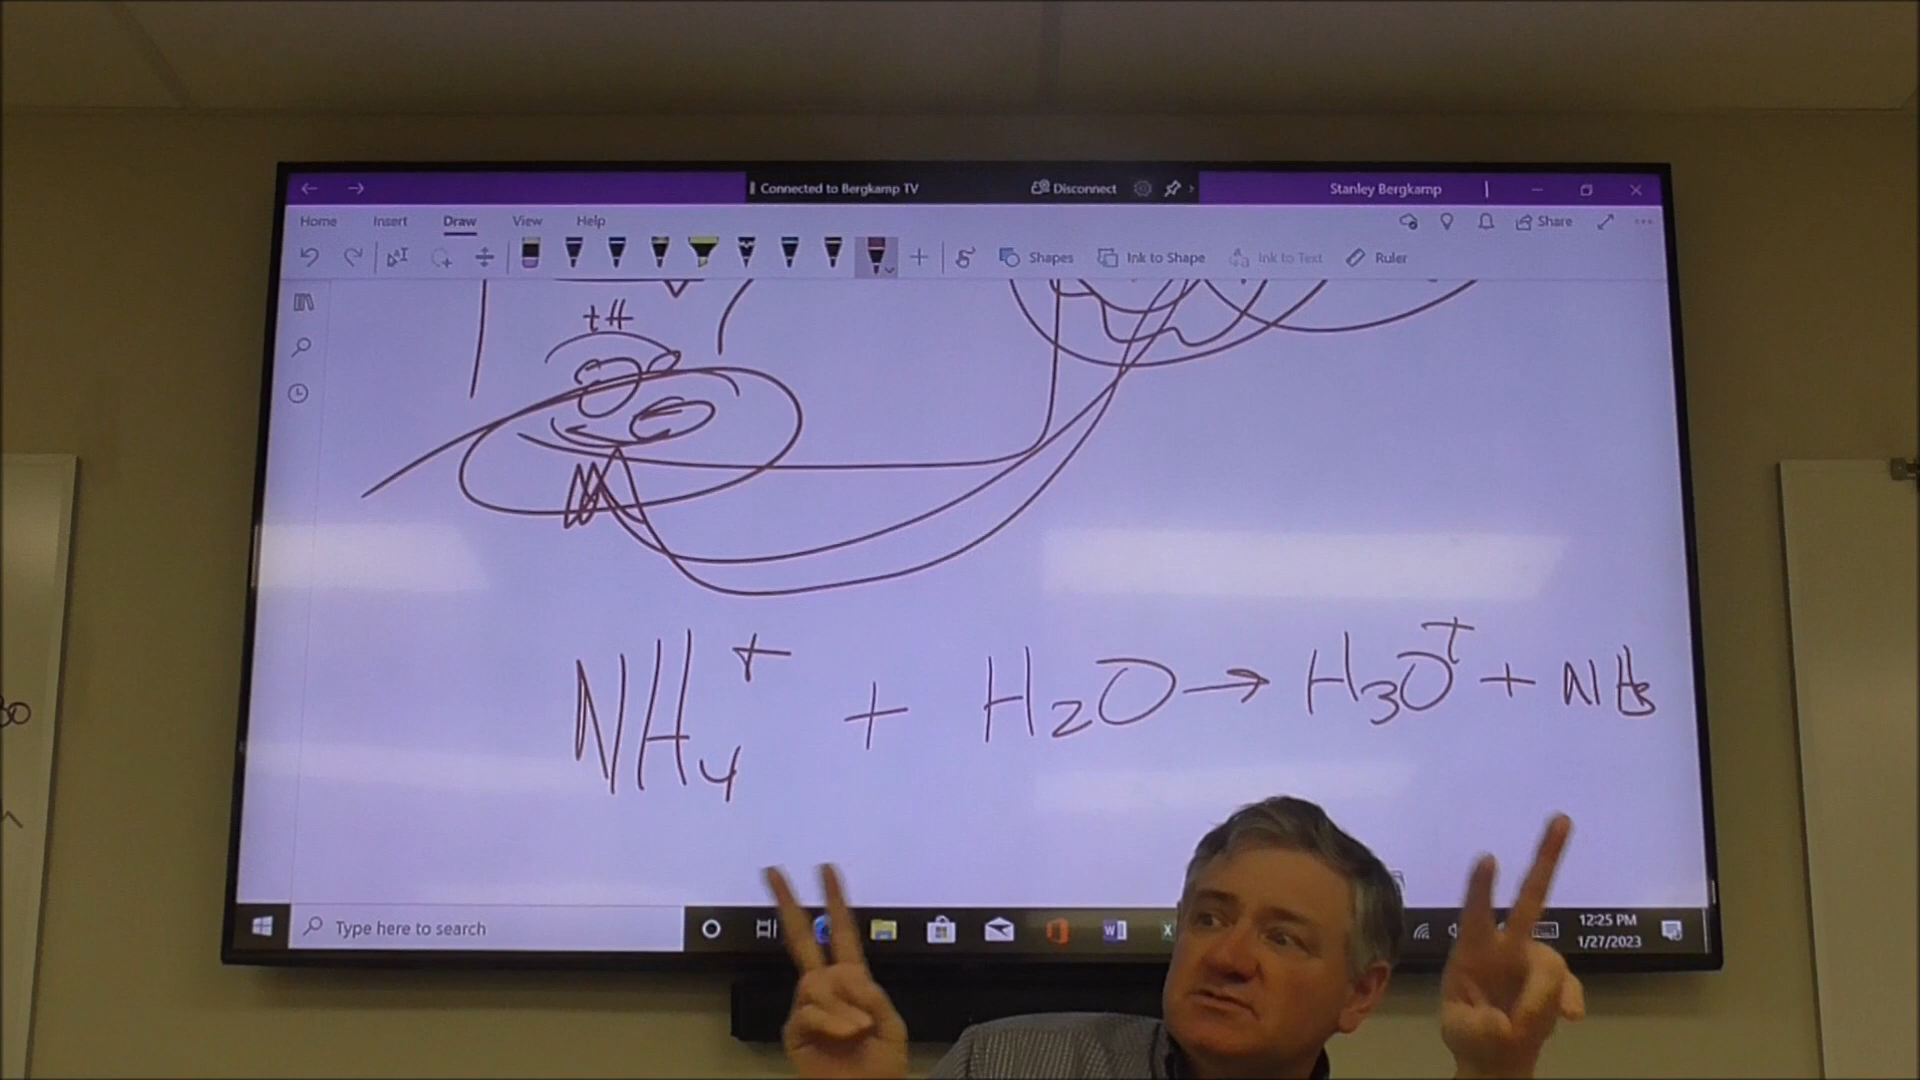 Connected to Bergkamp TV Disconnect Stanley Bergkamp
Home Insert Draw View Help Share
Shapes Ink to Shape Ink to Text Ruler
+H
NH4+ + H2O → H3O+ + NH3
Type here to search
12:25 PM
1/27/2023